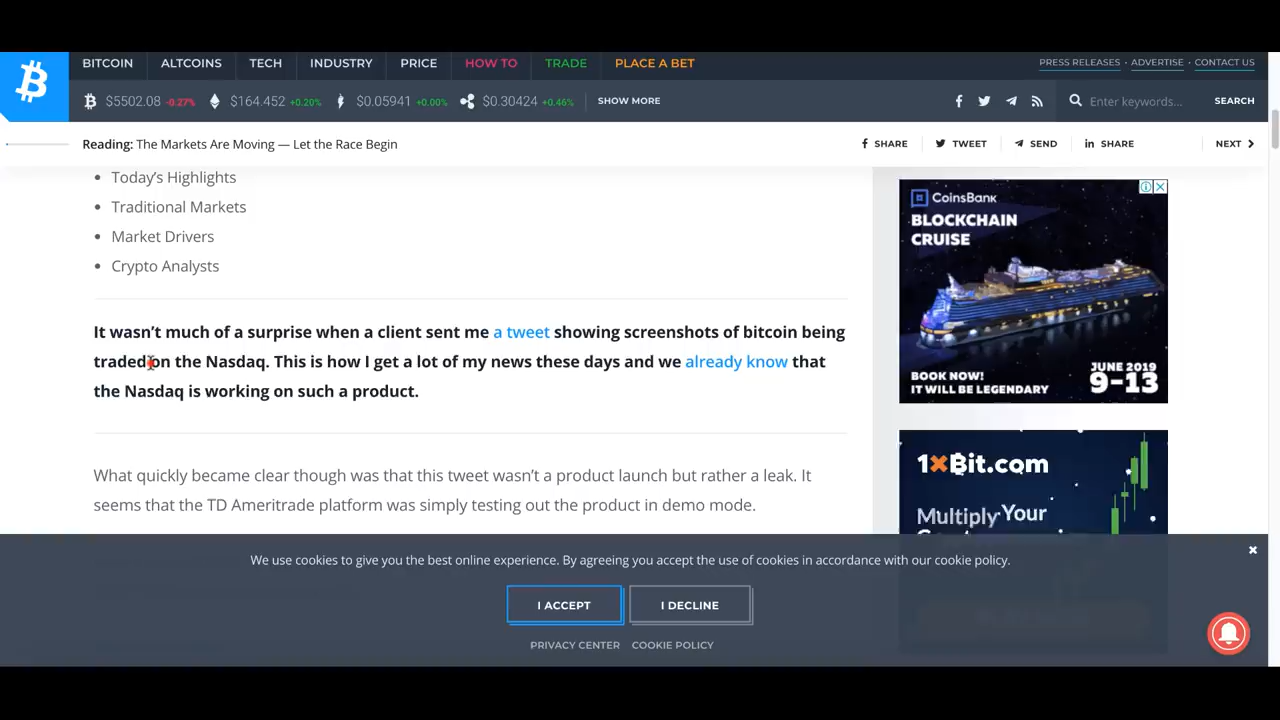 BITCOIN ALTCOINS TECH INDUSTRY PRICE HOW TO TRADE PLACE A BET
PRESS RELEASES · ADVERTISE · CONTACT US
$5502.08 -0.27% $164.452 +0.20% $0.05941 +0.00% $0.30424 +0.46% SHOW MORE
Enter keywords... SEARCH
Reading: The Markets Are Moving — Let the Race Begin
SHARE TWEET SEND SHARE NEXT
• Today's Highlights
• Traditional Markets
• Market Drivers
• Crypto Analysts
It wasn't much of a surprise when a client sent me a tweet showing screenshots of bitcoin being
traded on the Nasdaq. This is how I get a lot of my news these days and we already know that
the Nasdaq is working on such a product.
What quickly became clear though was that this tweet wasn't a product launch but rather a leak. It
seems that the TD Ameritrade platform was simply testing out the product in demo mode.
COINSBANK
BLOCKCHAIN
CRUISE
BOOK NOW!
IT WILL BE LEGENDARY
JUNE 2019
9-13
1XBit.com
Multiply Your
We use cookies to give you the best online experience. By agreeing you accept the use of cookies in accordance with our cookie policy.
I ACCEPT I DECLINE
PRIVACY CENTER COOKIE POLICY